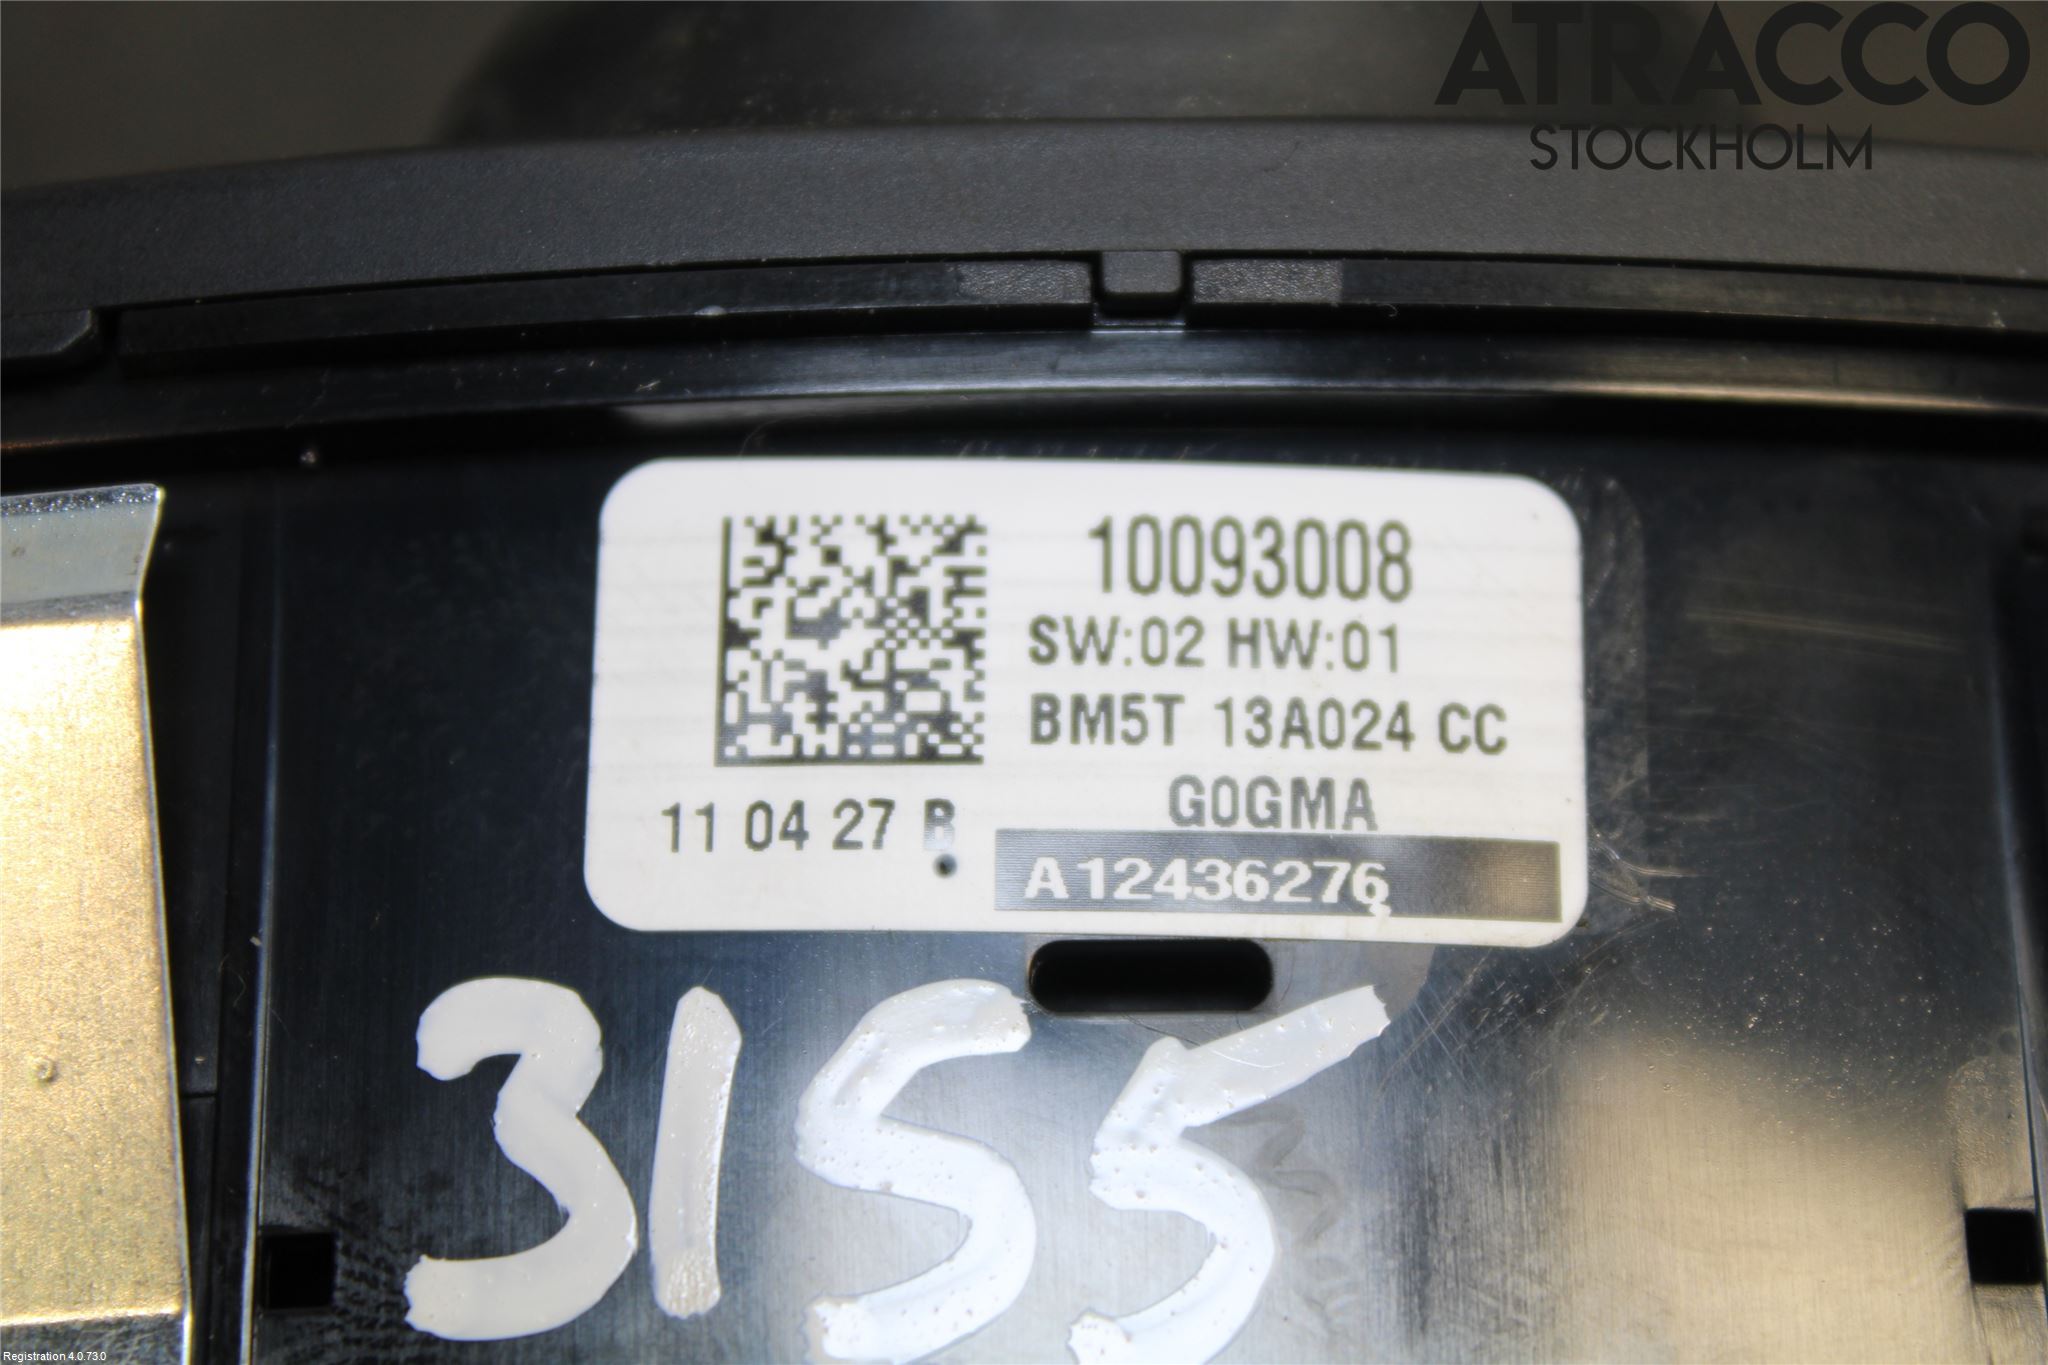 ATRACCO
STOCKHOLM
10093008
SW:02 HW:01
BM5T 13A024 CC
G0GMA
11 04 27 B
A12436276
3155
Registration 4.0.73.0